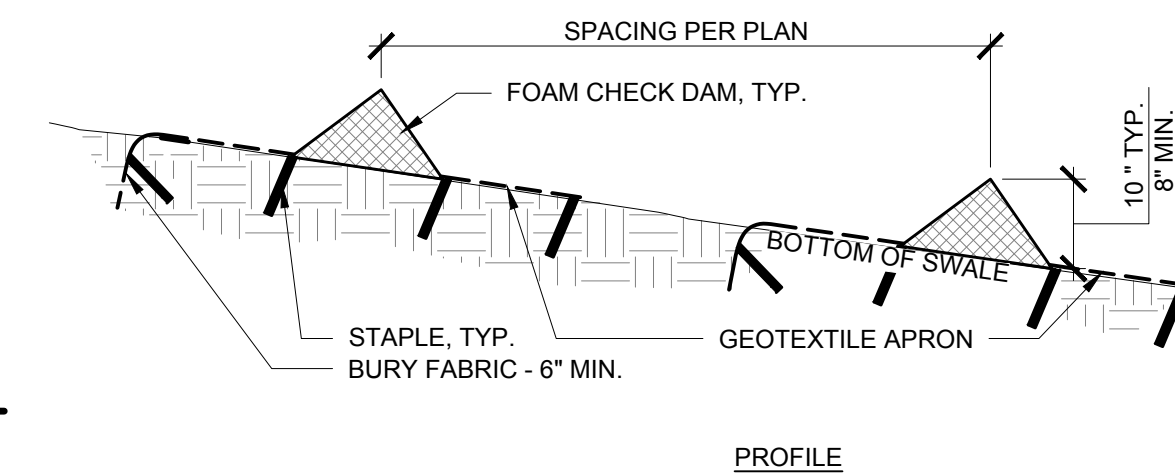 SPACING PER PLAN
FOAM CHECK DAM, TYP.
10 " TYP.
8" MIN.
BOTTOM OF SWALE
STAPLE, TYP.
GEOTEXTILE APRON
BURY FABRIC - 6" MIN.
PROFILE